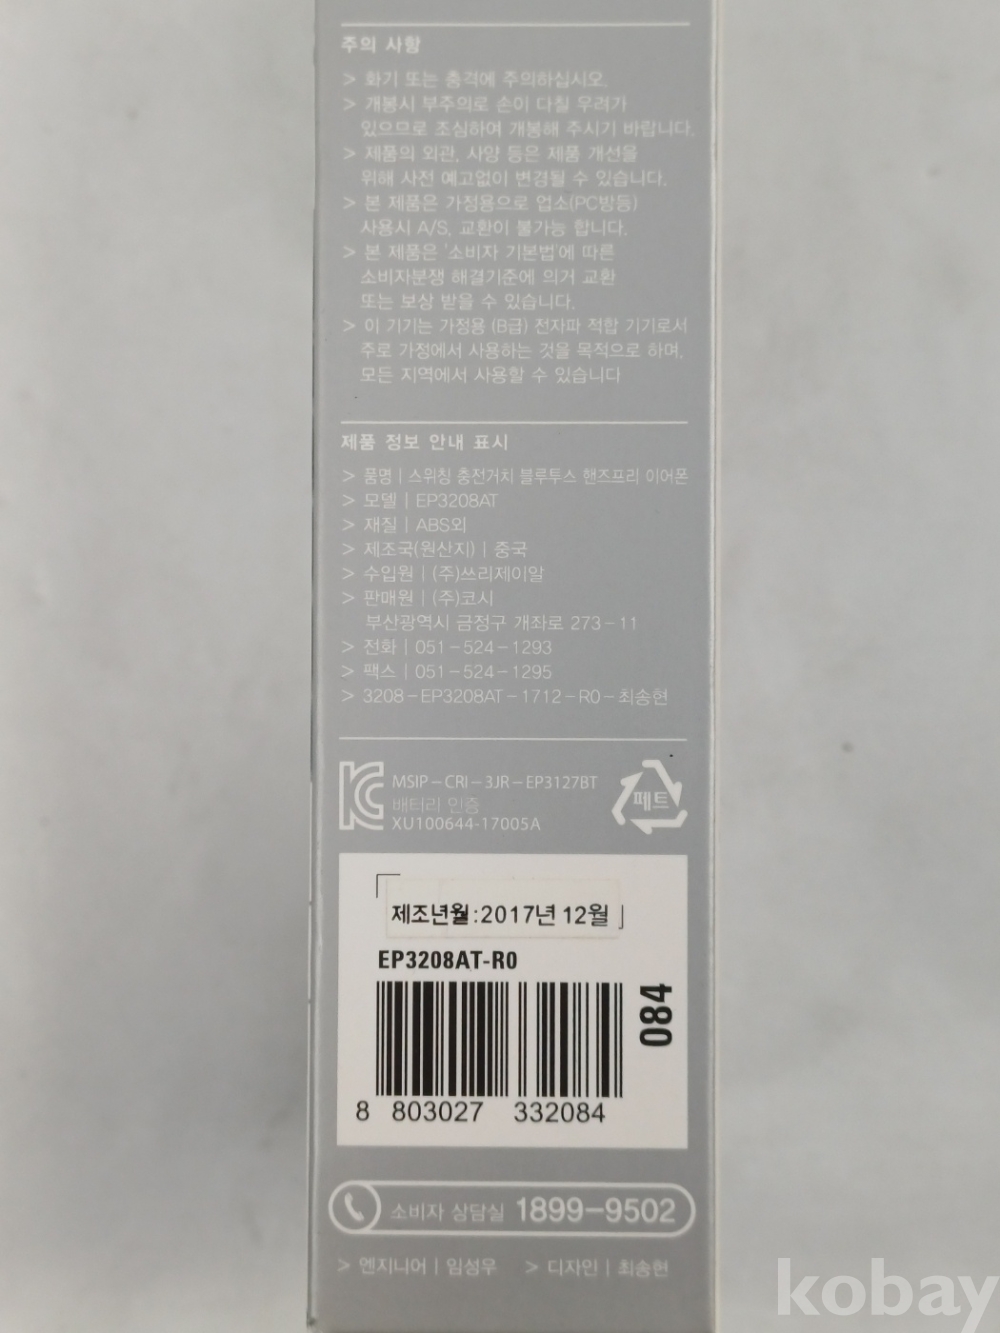 주의 사항
> 화기 또는 충격에 주의하십시오.
> 개봉시 부주의로 손이 다칠 우려가
있으므로 조심하여 개봉해 주시기 바랍니다.
> 제품의 외관, 사양 등은 제품 개선을
위해 사전 예고없이 변경될 수 있습니다.
> 본 제품은 가정용으로 업소(PC방등)
사용시 A/S, 교환이 불가능 합니다.
> 본 제품은 '소비자 기본법'에 따른
소비자분쟁 해결기준에 의거 교환
또는 보상 받을 수 있습니다.
> 이 기기는 가정용 (B급) 전자파 적합 기기로서
주로 가정에서 사용하는 것을 목적으로 하며,
모든 지역에서 사용할 수 있습니다
제품 정보 안내 표시
> 품명 | 스위칭 충전거치 블루투스 핸즈프리 이어폰
> 모델 | EP3208AT
> 재질 | ABS외
> 제조국(원산지) | 중국
> 수입원 | (주)쓰리제이알
> 판매원 | (주)코시
부산광역시 금정구 개좌로 273-11
> 전화 | 051-524-1293
> 팩스 | 051-524-1295
> 3208-EP3208AT-1712-R0-최송현
MSIP-CRI-3JR-EP3127BT
배터리 인증
XU100644-17005A
페트
제조년월:2017년 12월
EP3208AT-R0
084
8 803027 332084
소비자 상담실 1899-9502
> 엔지니어 | 임성우 > 디자인 | 최송현
kobay